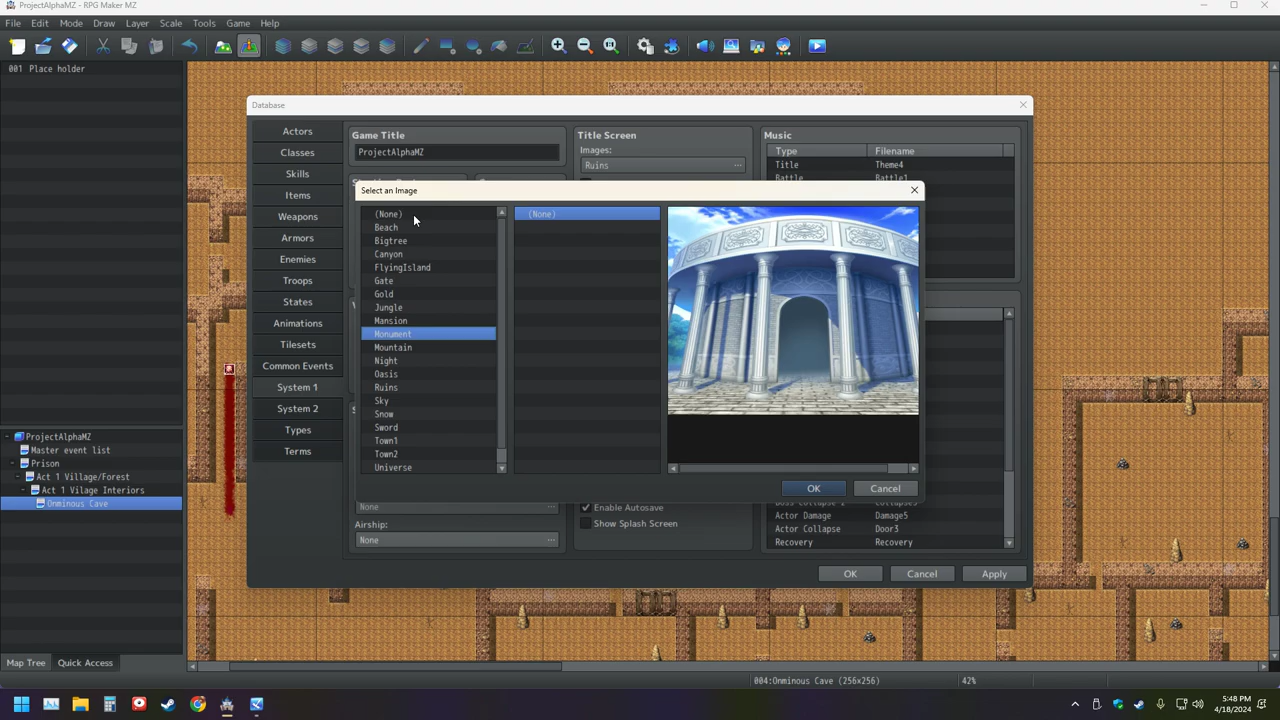 ProjectAlphaMZ - RPG Maker MZ
File Edit Mode Draw Layer Scale Tools Game Help
001 Place holder
Database
Actors
Classes
Skills
Items
Weapons
Armors
Enemies
Troops
States
Animations
Tilesets
Common Events
System 1
System 2
Types
Terms
Game Title
ProjectAlphaMZ
Title Screen
Images:
Ruins ...
Music
Type Filename
Title Theme4
Battle Battle1
Select an Image
(None)
Beach
Bigtree
Canyon
FlyingIsland
Gate
Gold
Jungle
Mansion
Monument
Mountain
Night
Oasis
Ruins
Sky
Snow
Sword
Town1
Town2
Universe
(None)
OK Cancel
None ...
Airship:
None ...
Enable Autosave
Show Splash Screen
Actor Damage Damage5
Actor Collapse Door3
Recovery Recovery
OK Cancel Apply
ProjectAlphaMZ
Master event list
Prison
Act 1 Village/Forest
Act 1 Vilage Interiors
Onminous Cave
Map Tree Quick Access
004:Onminous Cave (256x256) 42%
5:48 PM
4/18/2024